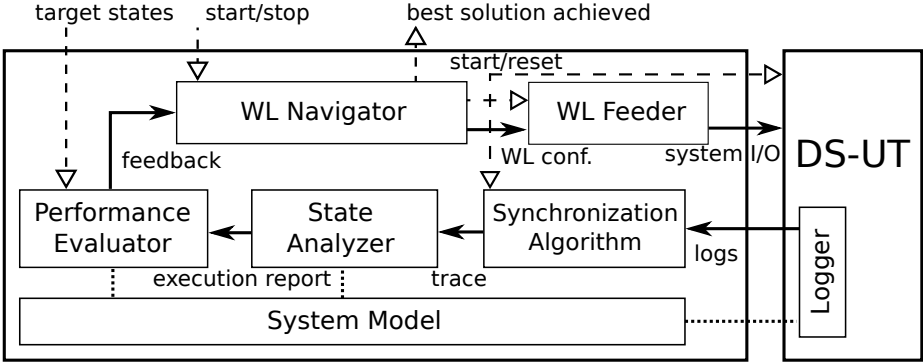 target states
start/stop
best solution achieved
start/reset
WL Navigator
WL Feeder
feedback
WL conf.
system I/O
DS-UT
Performance
Evaluator
State
Analyzer
Synchronization
Algorithm
logs
Logger
execution report
trace
System Model